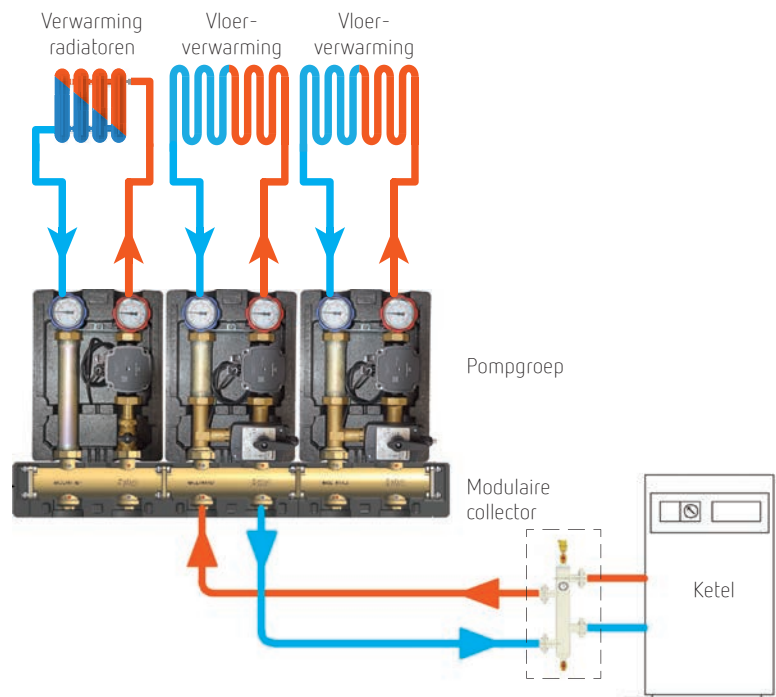 Verwarming
radiatoren
Vloer-
verwarming
Vloer-
verwarming
Pompgroep
Modulaire
collector
Ketel